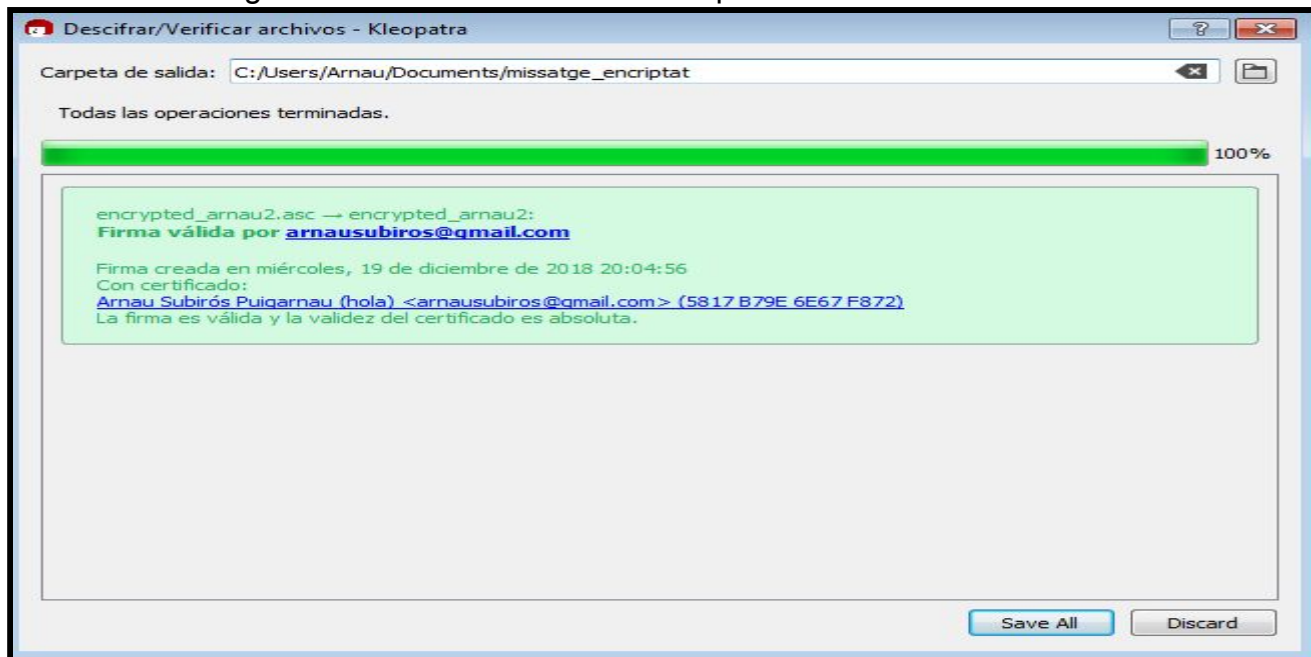 Descifrar/Verificar archivos - Kleopatra
Carpeta de salida: C:/Users/Arnau/Documents/missatge_encriptat
Todas las operaciones terminadas.
100%
encrypted_arnau2.asc → encrypted_arnau2:
Firma válida por arnausubiros@gmail.com
Firma creada en miércoles, 19 de diciembre de 2018 20:04:56
Con certificado:
Arnau Subirós Puigarnau (hola) <arnausubiros@gmail.com> (5817 B79E 6E67 F872)
La firma es válida y la validez del certificado es absoluta.
Save All Discard